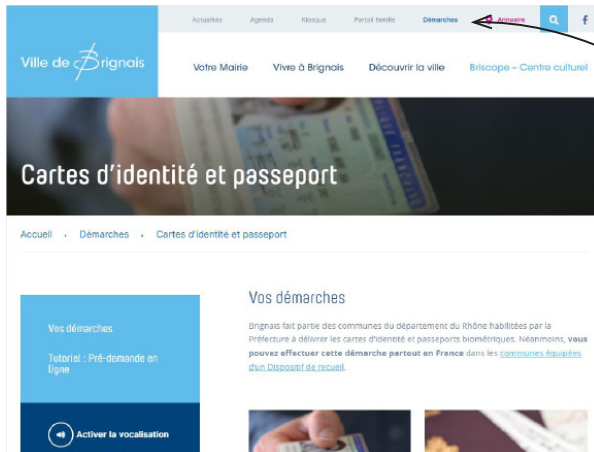 Actualités Agenda Kiosque Portail famille Démarches Annuaire f
Ville de Brignais
Votre Mairie Vivre à Brignais Découvrir la ville Briscope – Centre culturel
Cartes d'identité et passeport
Accueil • Démarches • Cartes d'identité et passeport
Vos démarches
Tutoriel : Pré-demande en
ligne
Activer la vocalisation
Vos démarches
Brignais fait partie des communes du département du Rhône habilitées par la
Préfecture à délivrer les cartes d'identité et passeports biométriques. Néanmoins, vous
pouvez effectuer cette démarche partout en France dans les communes équipées
d'un Dispositif de recueil.